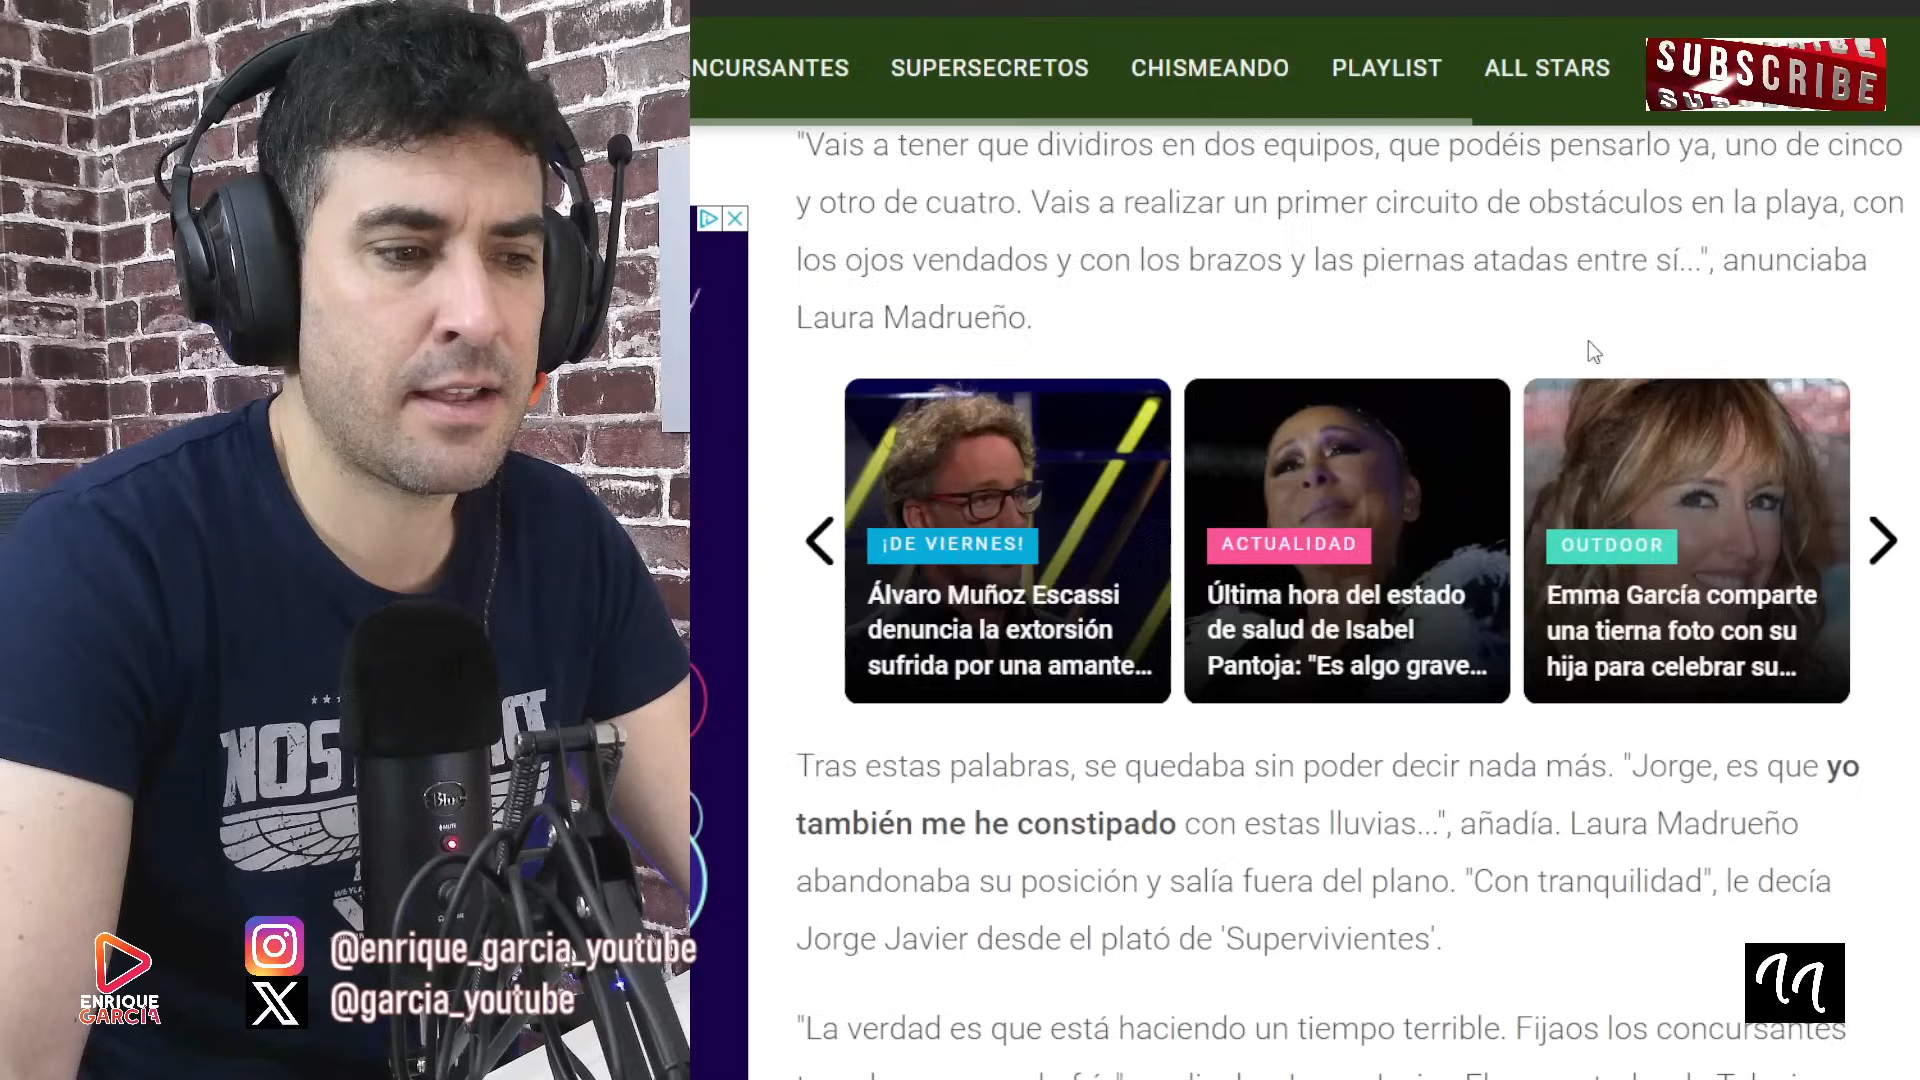 NCURSANTES SUPERSECRETOS CHISMEANDO PLAYLIST ALL STARS
SUBSCRIBE
"Vais a tener que dividiros en dos equipos, que podéis pensarlo ya, uno de cinco
y otro de cuatro. Vais a realizar un primer circuito de obstáculos en la playa, con
los ojos vendados y con los brazos y las piernas atadas entre sí...", anunciaba
Laura Madrueño.
¡DE VIERNES!
Álvaro Muñoz Escassi
denuncia la extorsión
sufrida por una amante...
ACTUALIDAD
Última hora del estado
de salud de Isabel
Pantoja: "Es algo grave...
OUTDOOR
Emma García comparte
una tierna foto con su
hija para celebrar su...
Tras estas palabras, se quedaba sin poder decir nada más. "Jorge, es que yo
también me he constipado con estas lluvias...", añadía. Laura Madrueño
abandonaba su posición y salía fuera del plano. "Con tranquilidad", le decía
Jorge Javier desde el plató de 'Supervivientes'.
"La verdad es que está haciendo un tiempo terrible. Fijaos los concursantes
NOS
Blue
MUTE
ENRIQUE
GARCIA
@enrique_garcia_youtube
@garcia_youtube